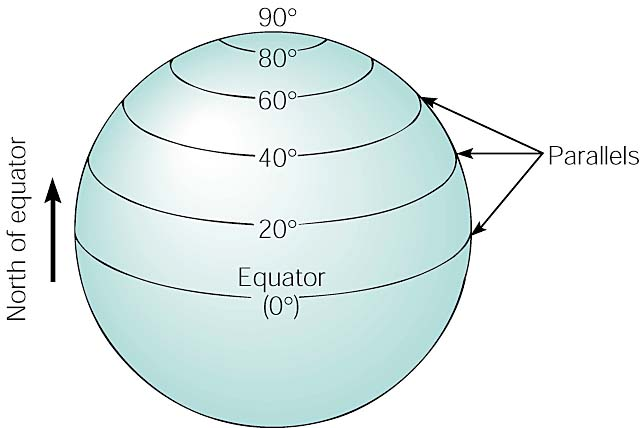 90°
80°
60°
40°
20°
Equator
(0°)
North of equator
Parallels